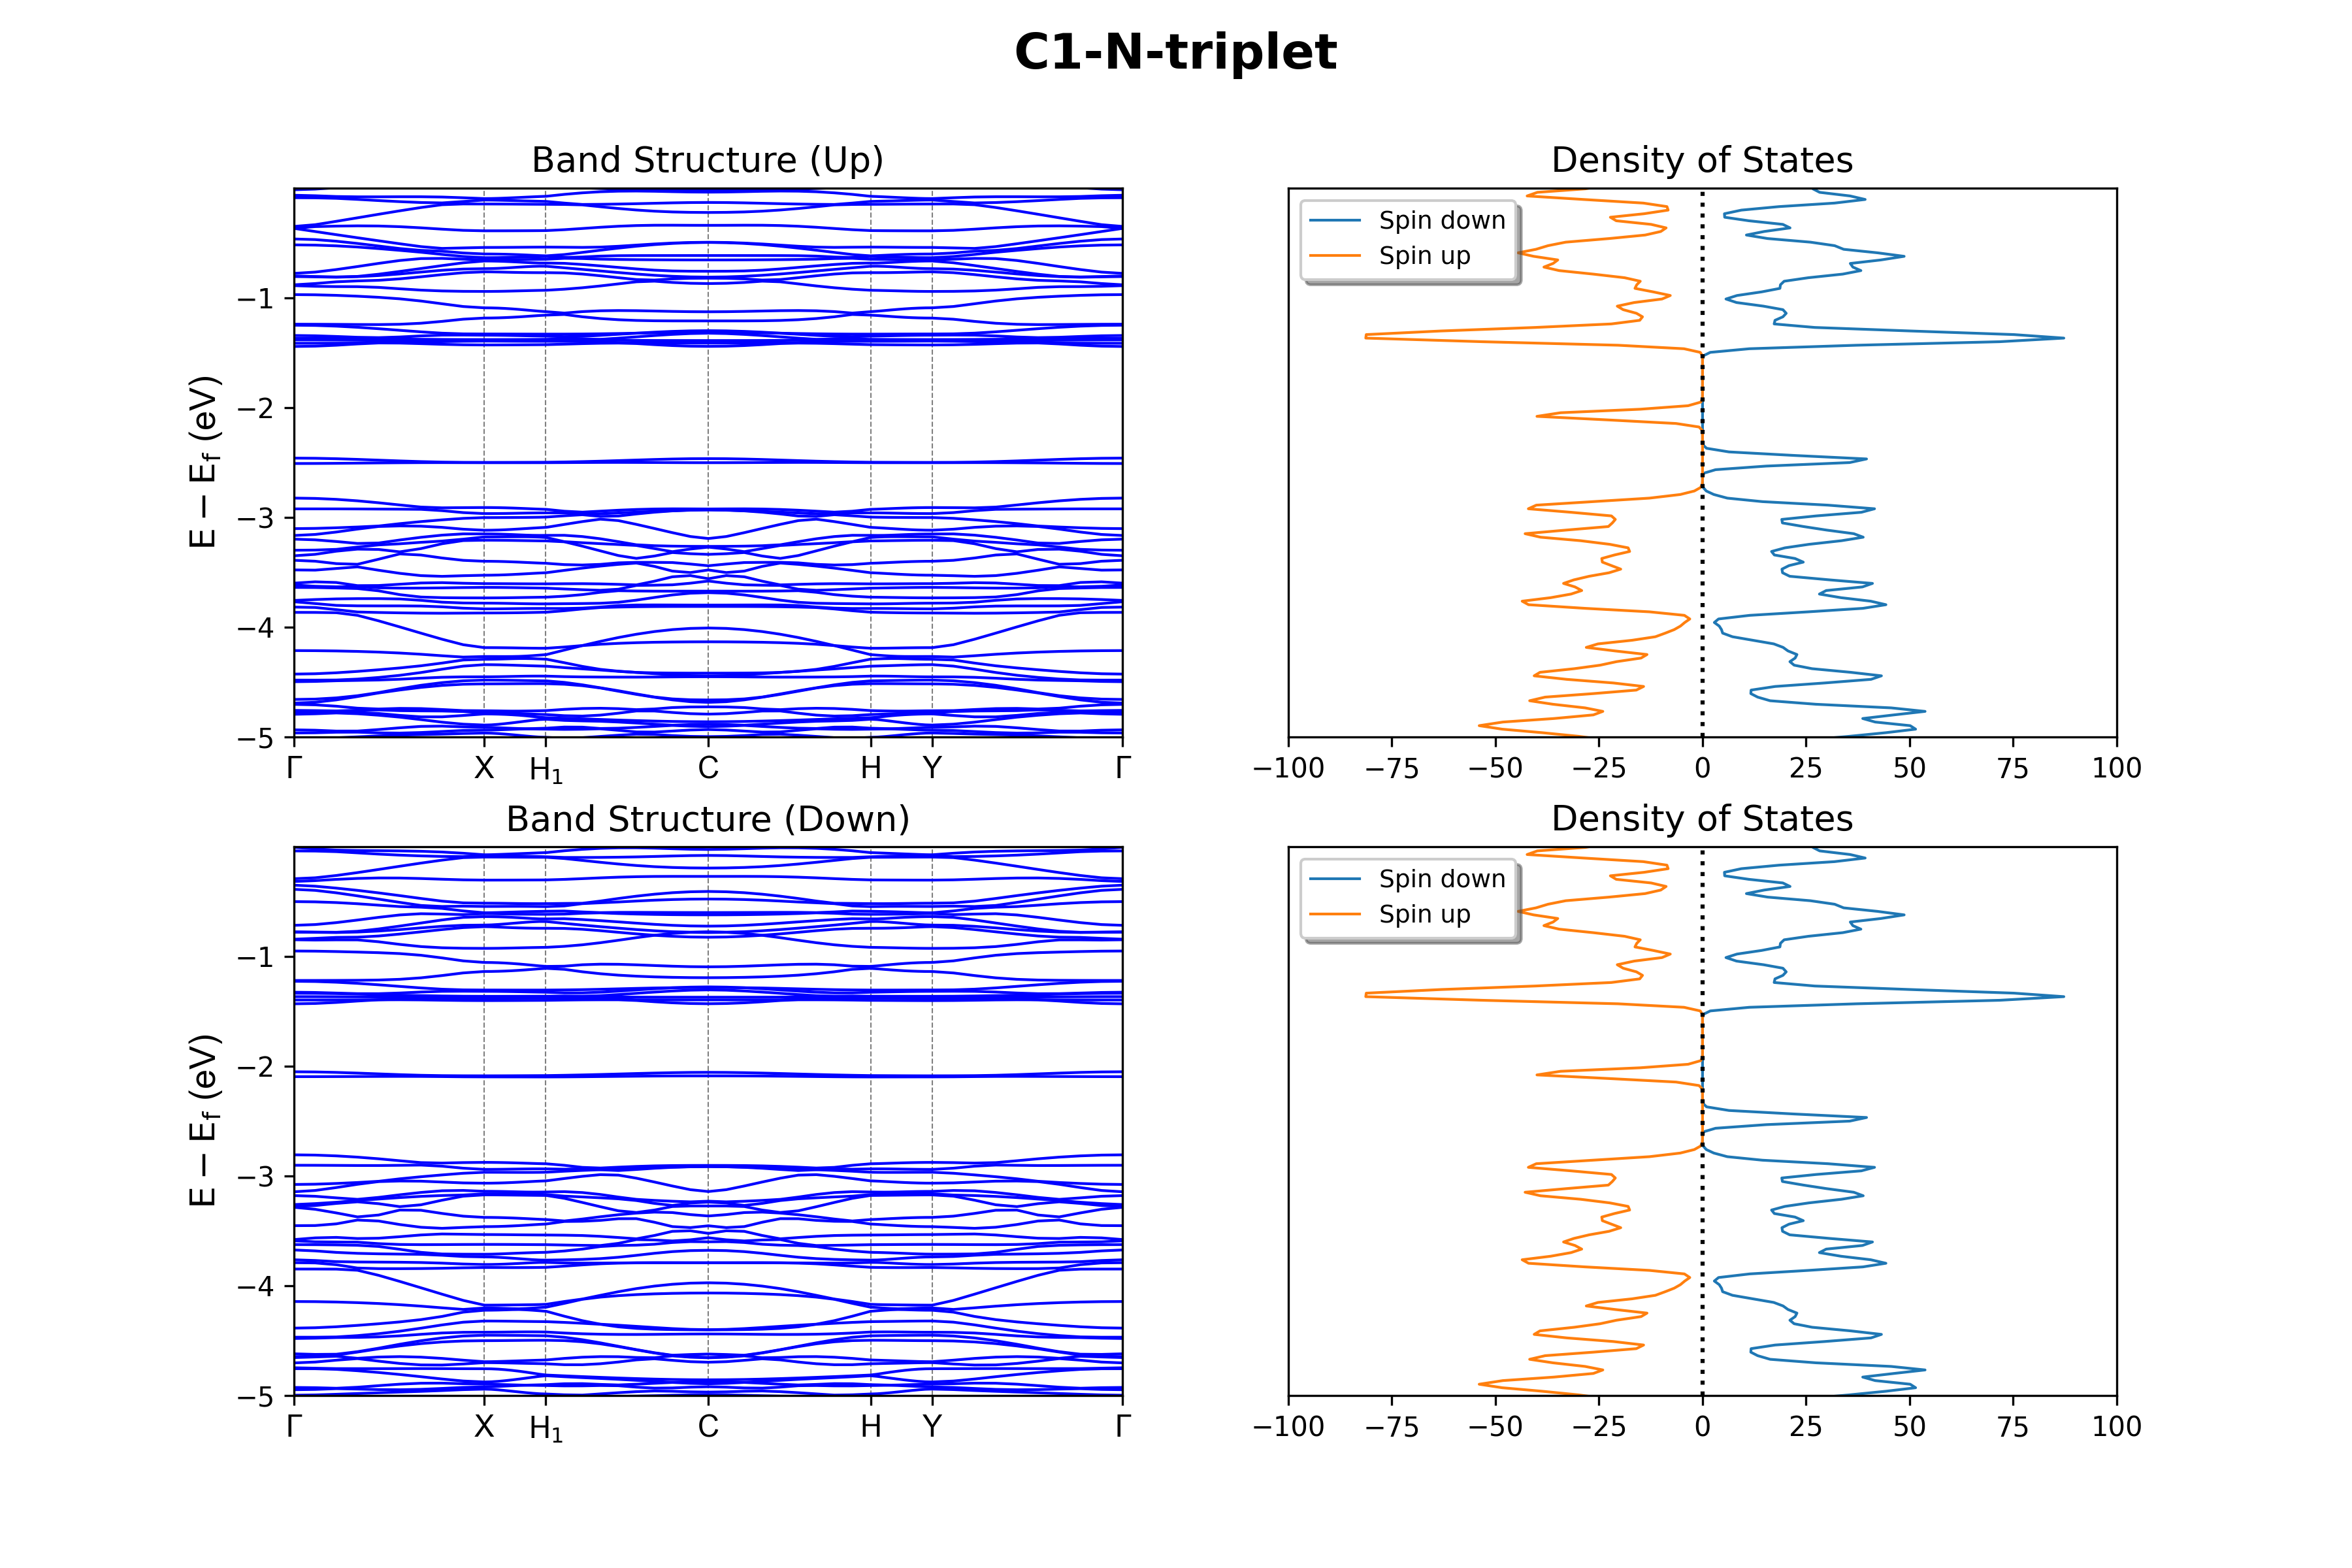 C1-N-triplet
Band Structure (Up)
E − E_f (eV)
−1
−2
−3
−4
−5
Γ X H₁ C H Y Γ
Density of States
Spin down
Spin up
−100 −75 −50 −25 0 25 50 75 100
Band Structure (Down)
E − E_f (eV)
−1
−2
−3
−4
−5
Γ X H₁ C H Y Γ
Density of States
Spin down
Spin up
−100 −75 −50 −25 0 25 50 75 100